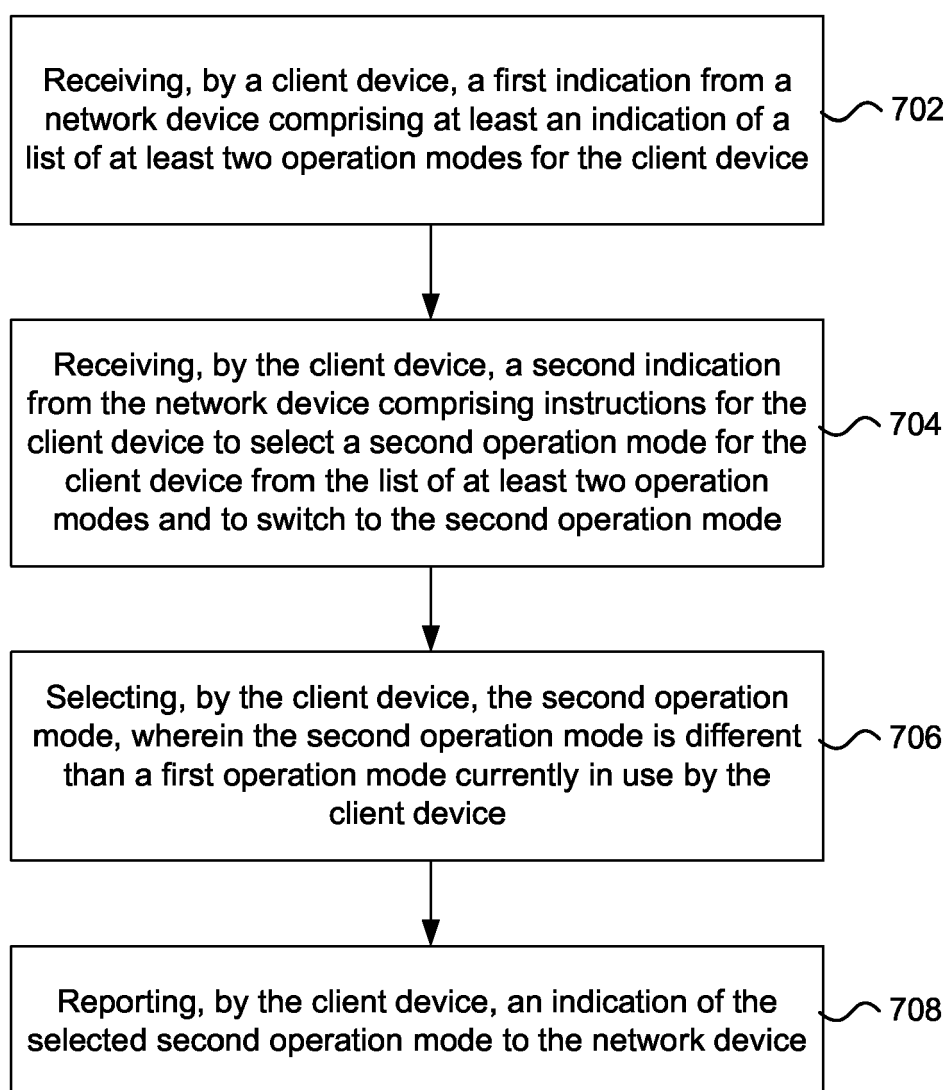 Receiving, by a client device, a first indication from a
network device comprising at least an indication of a
list of at least two operation modes for the client device
702
Receiving, by the client device, a second indication
from the network device comprising instructions for the
client device to select a second operation mode for the
client device from the list of at least two operation
modes and to switch to the second operation mode
704
Selecting, by the client device, the second operation
mode, wherein the second operation mode is different
than a first operation mode currently in use by the
client device
706
Reporting, by the client device, an indication of the
selected second operation mode to the network device
708